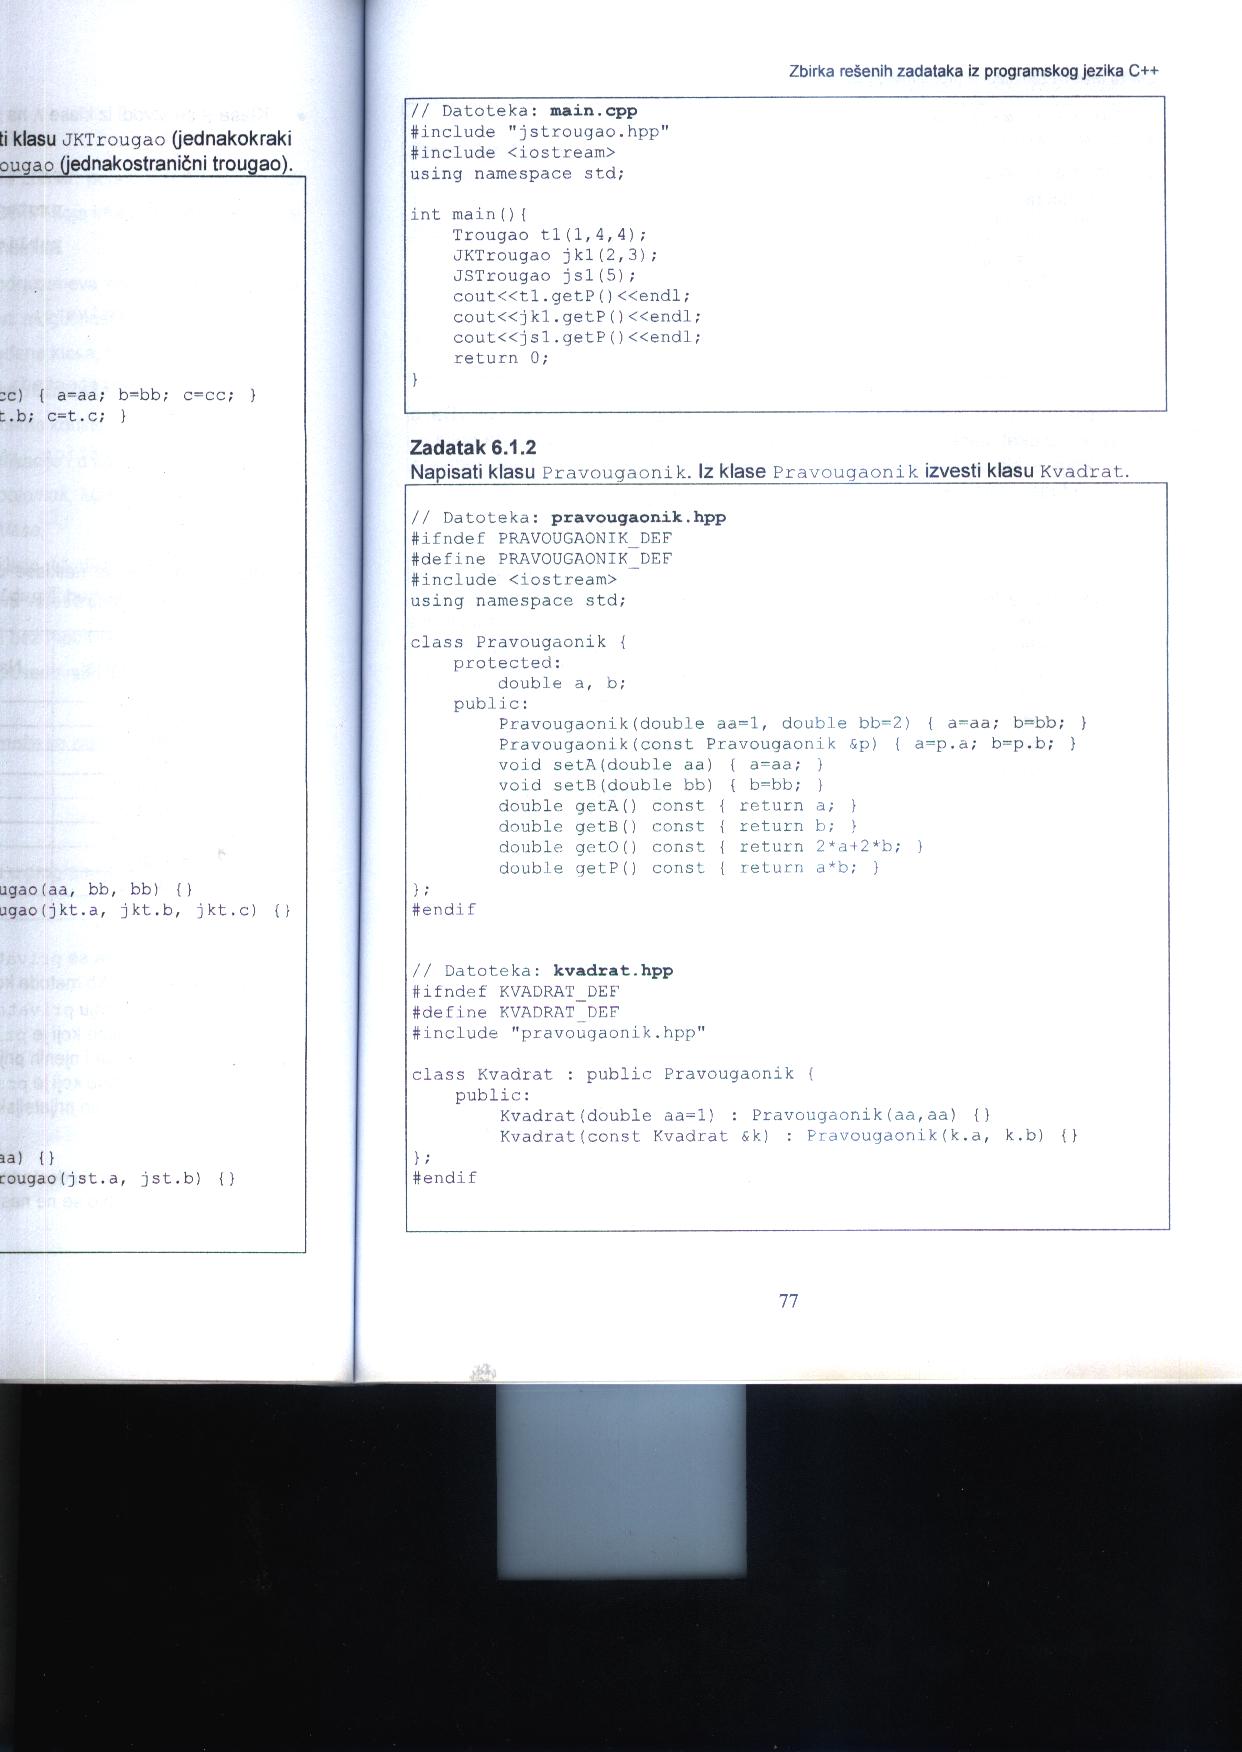 ti klasu JKTrougao (jednakokraki
ougao (jednakostranični trougao).
cc) { a=aa; b=bb; c=cc; }
t.b; c=t.c; }
ugao(aa, bb, bb) {}
ugao(jkt.a, jkt.b, jkt.c) {}
aa) {}
rougao(jst.a, jst.b) {}
Zbirka rešenih zadataka iz programskog jezika C++
// Datoteka: main.cpp
#include "jstrougao.hpp"
#include <iostream>
using namespace std;
int main(){
Trougao t1(1,4,4);
JKTrougao jk1(2,3);
JSTrougao js1(5);
cout<<t1.getP()<<endl;
cout<<jk1.getP()<<endl;
cout<<js1.getP()<<endl;
return 0;
}
Zadatak 6.1.2
Napisati klasu Pravougaonik. Iz klase Pravougaonik izvesti klasu Kvadrat.
// Datoteka: pravougaonik.hpp
#ifndef PRAVOUGAONIK_DEF
#define PRAVOUGAONIK_DEF
#include <iostream>
using namespace std;
class Pravougaonik {
protected:
double a, b;
public:
Pravougaonik(double aa=1, double bb=2) { a=aa; b=bb; }
Pravougaonik(const Pravougaonik &p) { a=p.a; b=p.b; }
void setA(double aa) { a=aa; }
void setB(double bb) { b=bb; }
double getA() const { return a; }
double getB() const { return b; }
double getO() const { return 2*a+2*b; }
double getP() const { return a*b; }
};
#endif
// Datoteka: kvadrat.hpp
#ifndef KVADRAT_DEF
#define KVADRAT_DEF
#include "pravougaonik.hpp"
class Kvadrat : public Pravougaonik {
public:
Kvadrat(double aa=1) : Pravougaonik(aa,aa) {}
Kvadrat(const Kvadrat &k) : Pravougaonik(k.a, k.b) {}
};
#endif
77